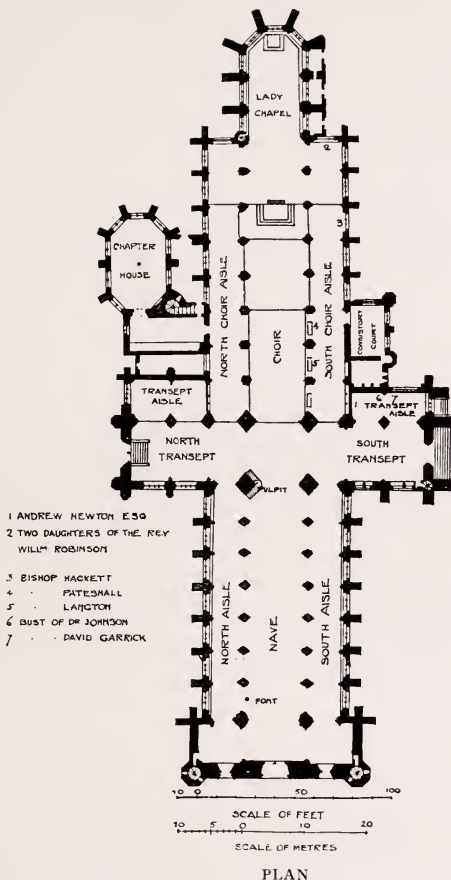 LADY
CHAPEL
2
CHAPTER
HOUSE
3
NORTH CHOIR AISLE
SOUTH CHOIR AISLE
CHOIR
4
5
CONSISTORY
COURT
TRANSEPT
AISLE
1
6 7
TRANSEPT
AISLE
NORTH
TRANSEPT
SOUTH
TRANSEPT
PULPIT
1 ANDREW NEWTON ESQ
2 TWO DAUGHTERS OF THE REV
WILLM ROBINSON
3 BISHOP HACKETT
4 " PATESHALL
5 " LANGTON
6 BUST OF DR JOHNSON
7 " " DAVID GARRICK
NORTH AISLE
NAVE
SOUTH AISLE
FONT
10 0 50 100
SCALE OF FEET
10 5 0 10 20
SCALE OF METRES
PLAN